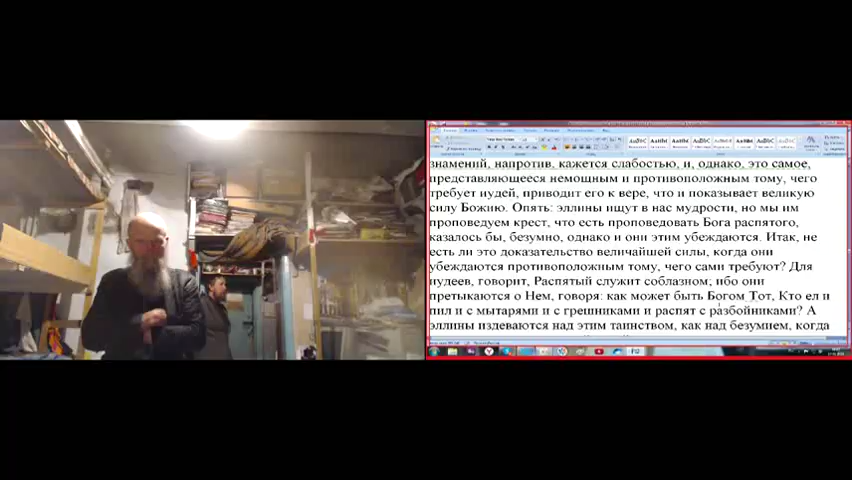 знамений, напротив, кажется слабостью, и, однако, это самое,
представляющееся немощным и противоположным тому, чего
требует иудей, приводит его к вере, что и показывает великую
силу Божию. Опять: эллины ищут в нас мудрости, но мы им
проповедуем крест, что есть проповедовать Бога распятого,
казалось бы, безумно, однако и они этим убеждаются. Итак, не
есть ли это доказательство величайшей силы, когда они
убеждаются противоположным тому, чего сами требуют? Для
иудеев, говорит, Распятый служит соблазном; ибо они
претыкаются о Нем, говоря: как может быть Богом Тот, Кто ел и
пил и с мытарями и с грешниками и распят с разбойниками? А
эллины издеваются над этим таинством, как над безумием, когда